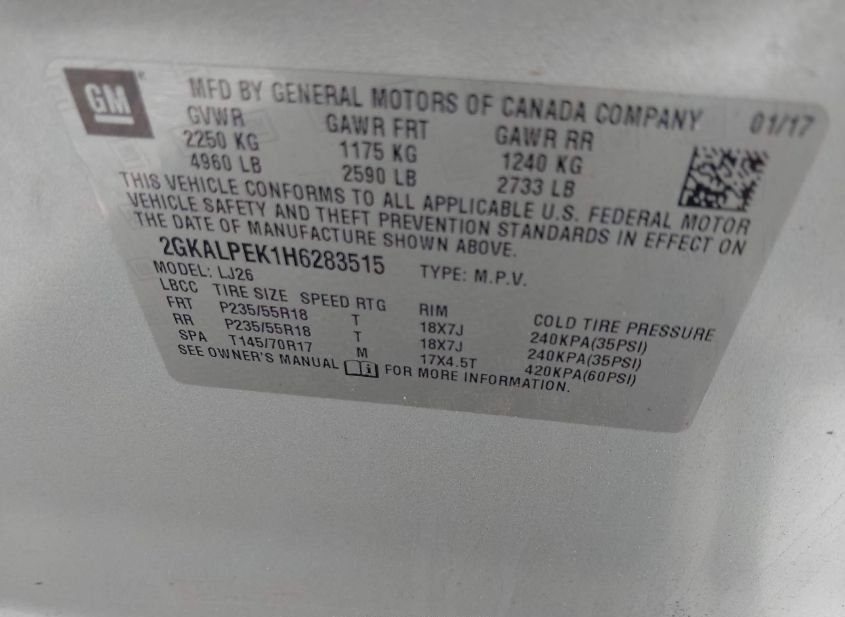 GM
MFD BY GENERAL MOTORS OF CANADA COMPANY 01/17
GVWR GAWR FRT GAWR RR
2250 KG 1175 KG 1240 KG
4960 LB 2590 LB 2733 LB
THIS VEHICLE CONFORMS TO ALL APPLICABLE U.S. FEDERAL MOTOR
VEHICLE SAFETY AND THEFT PREVENTION STANDARDS IN EFFECT ON
THE DATE OF MANUFACTURE SHOWN ABOVE.
2GKALPEK1H6283515 TYPE: M.P.V.
MODEL: LJ26
LBCC TIRE SIZE SPEED RTG RIM COLD TIRE PRESSURE
FRT P235/55R18 T 18X7J 240KPA(35PSI)
RR P235/55R18 T 18X7J 240KPA(35PSI)
SPA T145/70R17 M 17X4.5T 420KPA(60PSI)
SEE OWNER'S MANUAL FOR MORE INFORMATION.